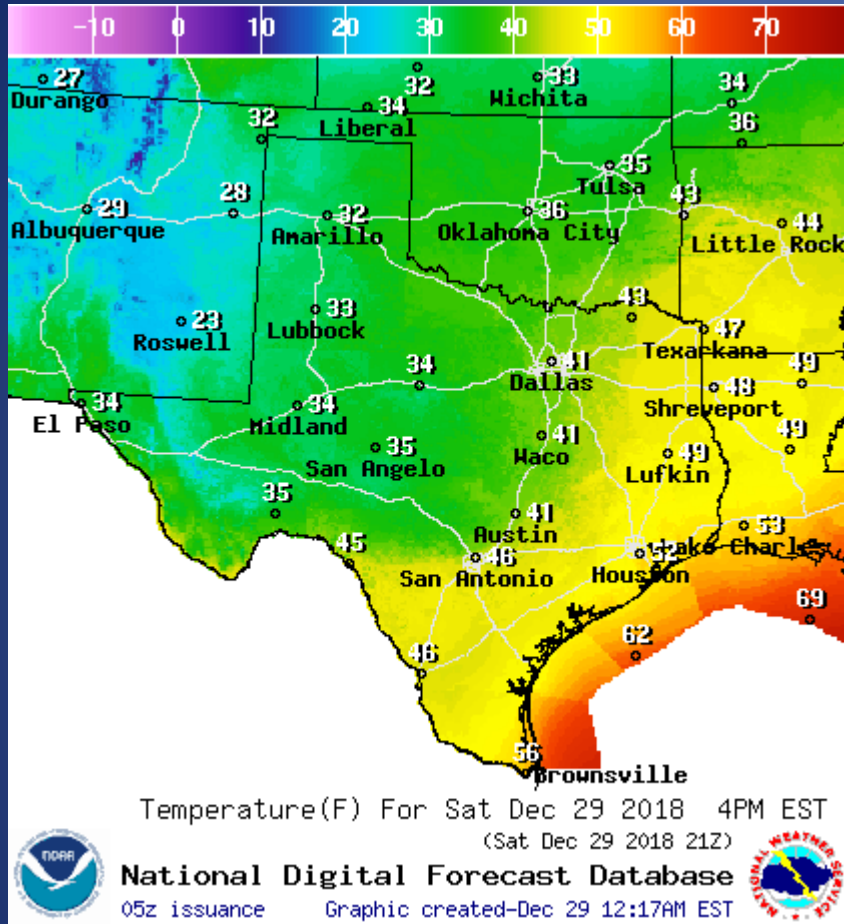 -10 0 10 20 30 40 50 60 70
27 32 33 34
Durango Wichita
34
Liberal
32 36
35
Tulsa
29 28 32 36 43 44
Albuquerque Amarillo Oklahoma City Little Rock
23 33 43 47
Roswell Lubbock Texarkana
41
34 Dallas 49
34 34 48
El Paso Midland Shreveport
35 41 49 49
San Angelo Waco Lufkin
35 41 53
Austin Lake Charles
45 46 52
San Antonio Houston
69
62
46
56
Brownsville
Temperature(F) For Sat Dec 29 2018 4PM EST
(Sat Dec 29 2018 21Z)
NOAA National Digital Forecast Database NATIONAL WEATHER SERVICE
05z issuance Graphic created-Dec 29 12:17AM EST